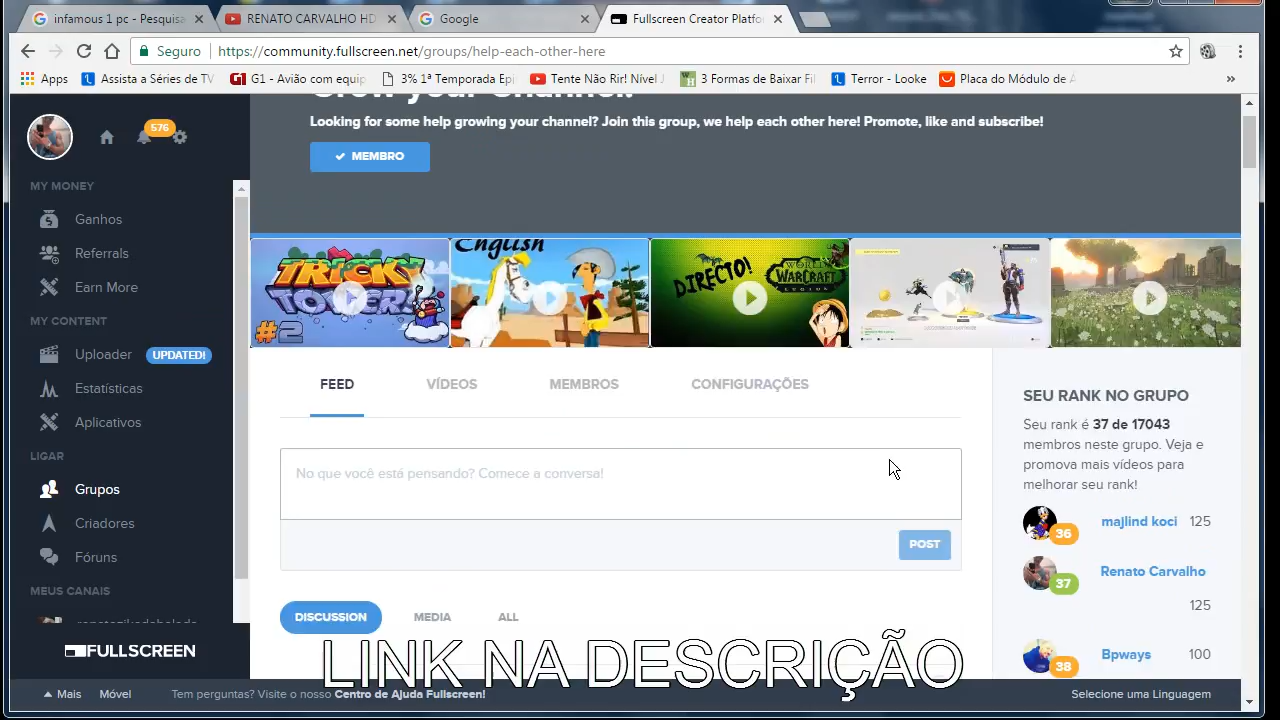 infamous 1 pc - Pesquisa
RENATO CARVALHO HD
Google
Fullscreen Creator Platfo
Seguro
https://community.fullscreen.net/groups/help-each-other-here
Apps
Assista a Séries de TV
G1 - Avião com equip
3% 1ª Temporada Epi
Tente Não Rir! Nível
3 Formas de Baixar Fil
Terror - Looke
Placa do Módulo de
»
Grow your Channel!
Looking for some help growing your channel? Join this group, we help each other here! Promote, like and subscribe!
MEMBRO
576
MY MONEY
Ganhos
Referrals
Earn More
MY CONTENT
Uploader UPDATED!
Estatísticas
Aplicativos
LIGAR
Grupos
Criadores
Fóruns
MEUS CANAIS
FULLSCREEN
TRICKY TOWERS
#2
English
DIRECTO!
WORLD WARCRAFT
LEGION
FEED
VÍDEOS
MEMBROS
CONFIGURAÇÕES
No que você está pensando? Comece a conversa!
POST
DISCUSSION
MEDIA
ALL
SEU RANK NO GRUPO
Seu rank é 37 de 17043
membros neste grupo. Veja e
promova mais vídeos para
melhorar seu rank!
36 majlind koci 125
37 Renato Carvalho
125
38 Bpways 100
LINK NA DESCRIÇÃO
Mais
Móvel
Tem perguntas? Visite o nosso Centro de Ajuda Fullscreen!
Selecione uma Linguagem